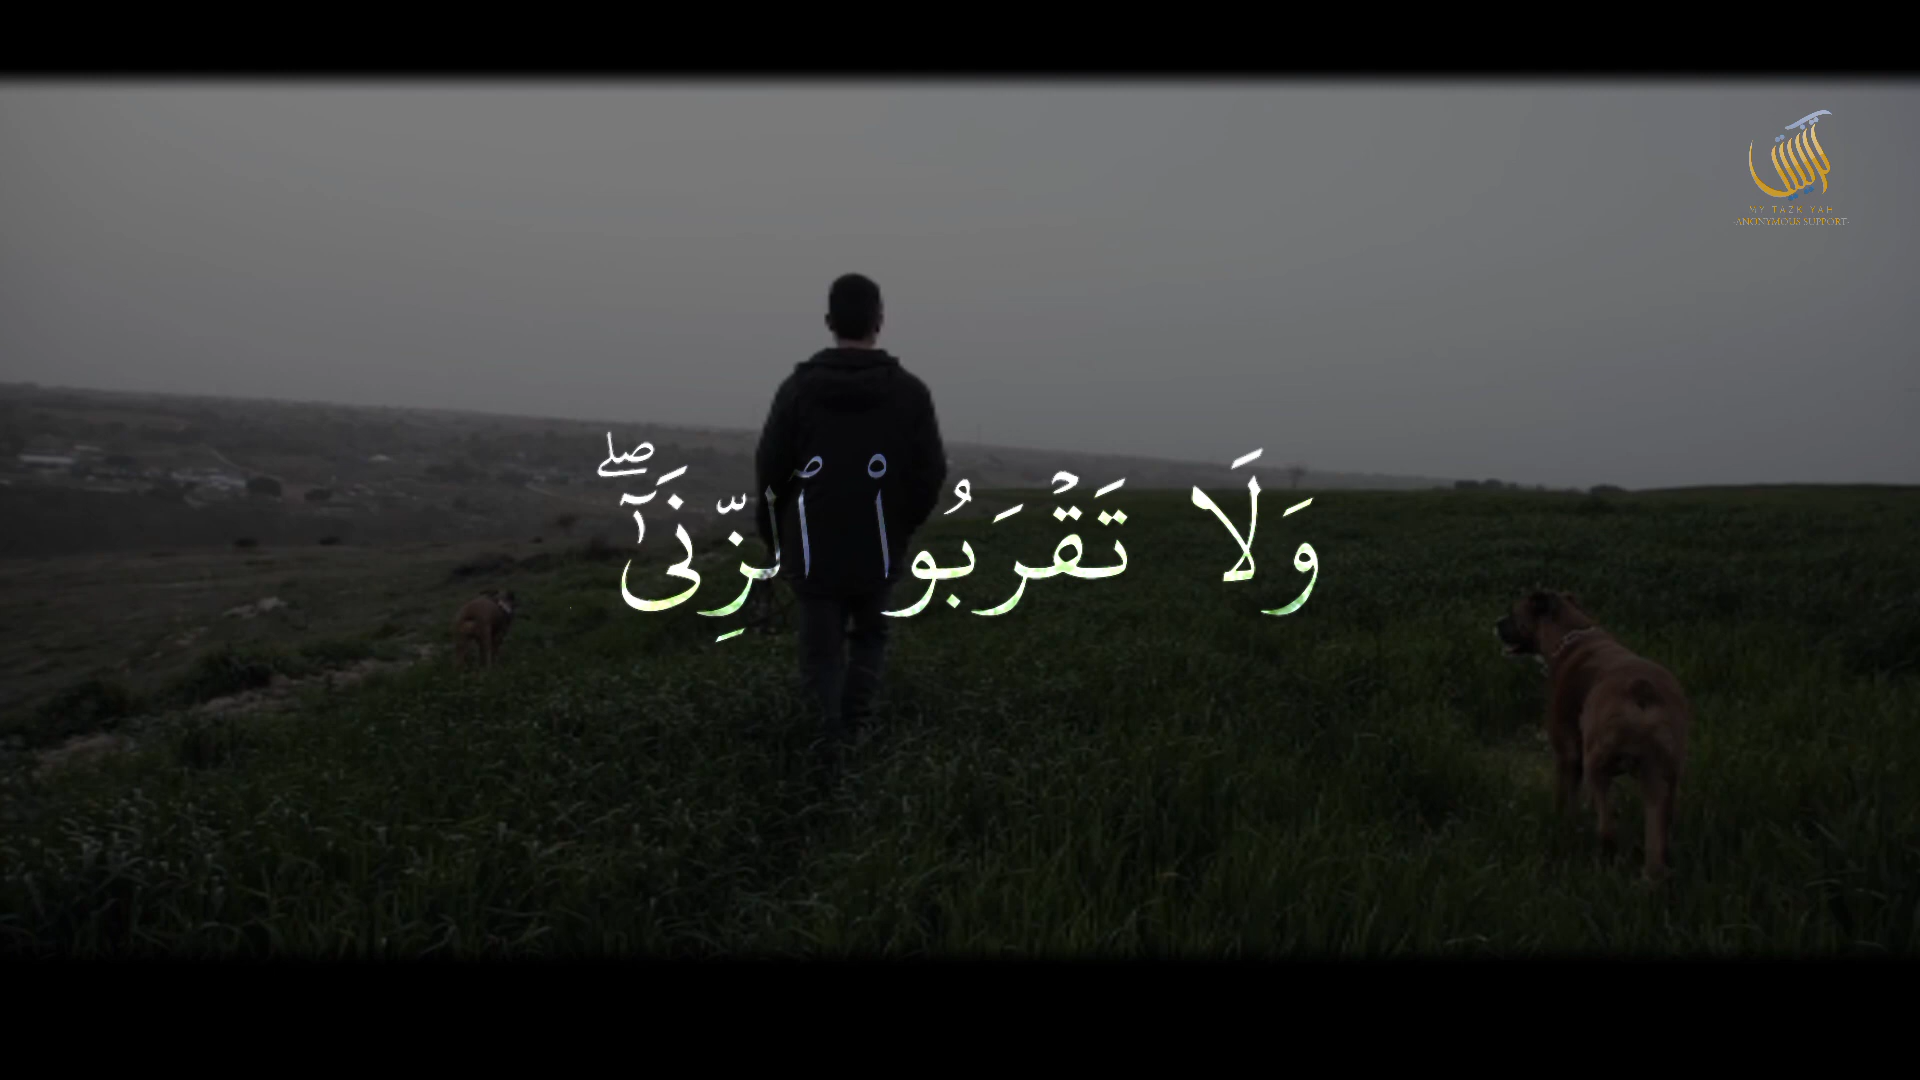 MY TAZKIYAH
-ANONYMOUS SUPPORT-
وَلَا تَقْرَبُوا۟ ٱلزِّنَىٰٓ ۖ